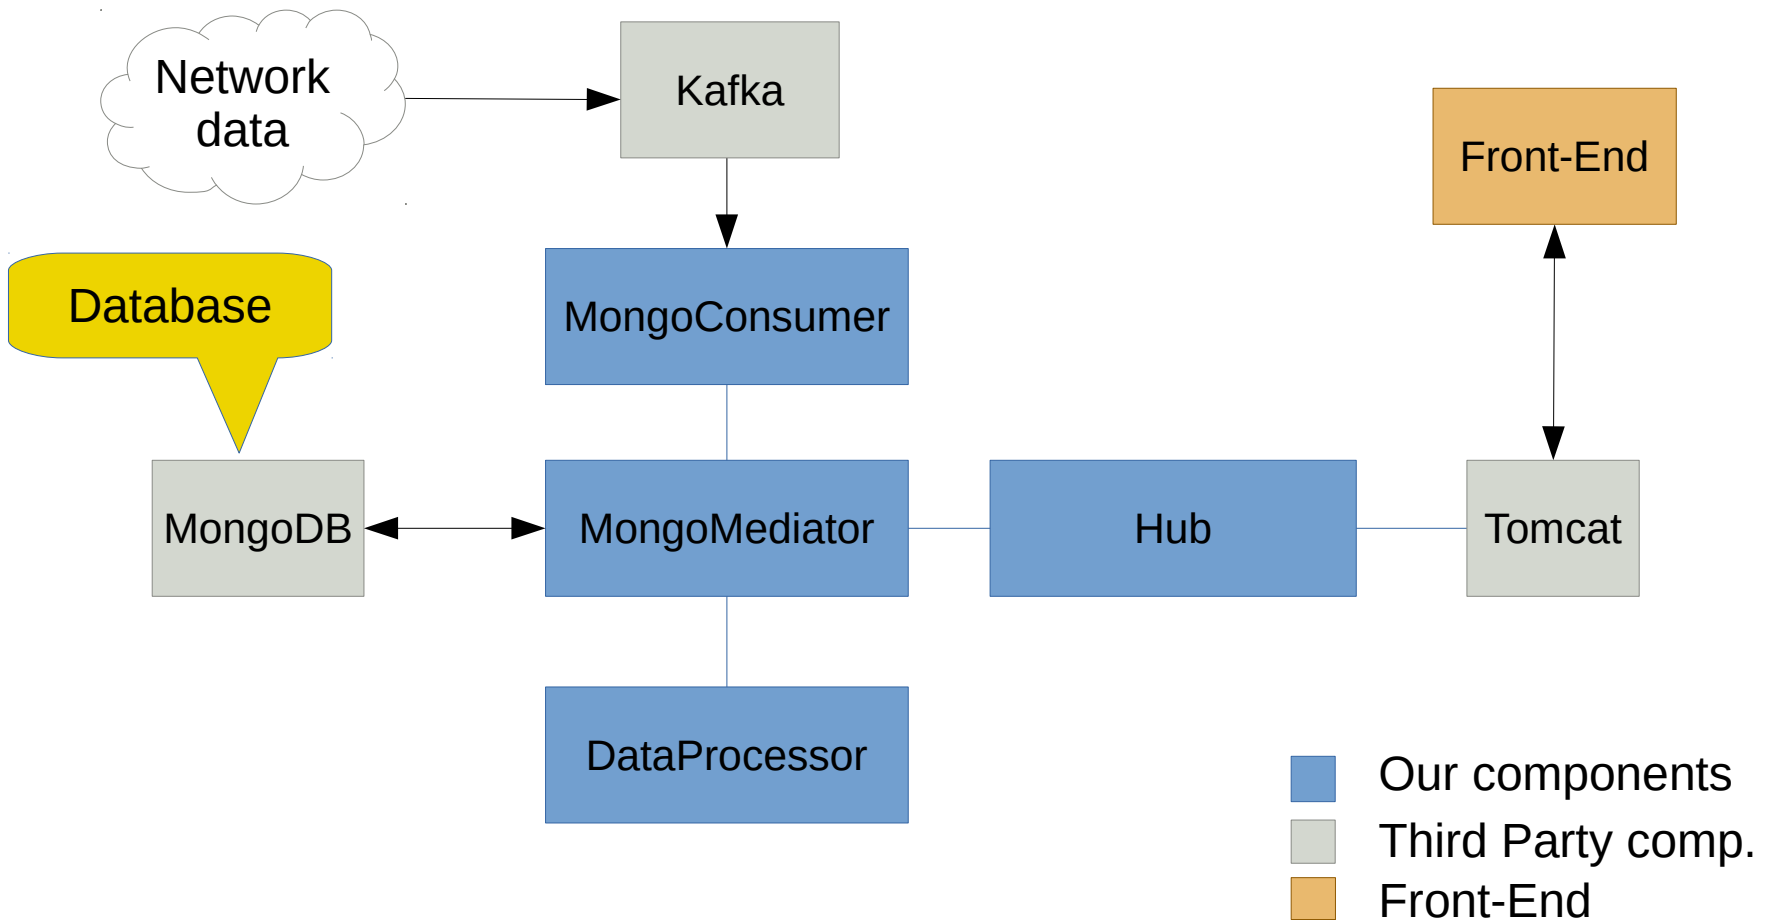 Network
data
Kafka
Front-End
Database
MongoConsumer
MongoDB
MongoMediator
Hub
Tomcat
DataProcessor
Our components
Third Party comp.
Front-End